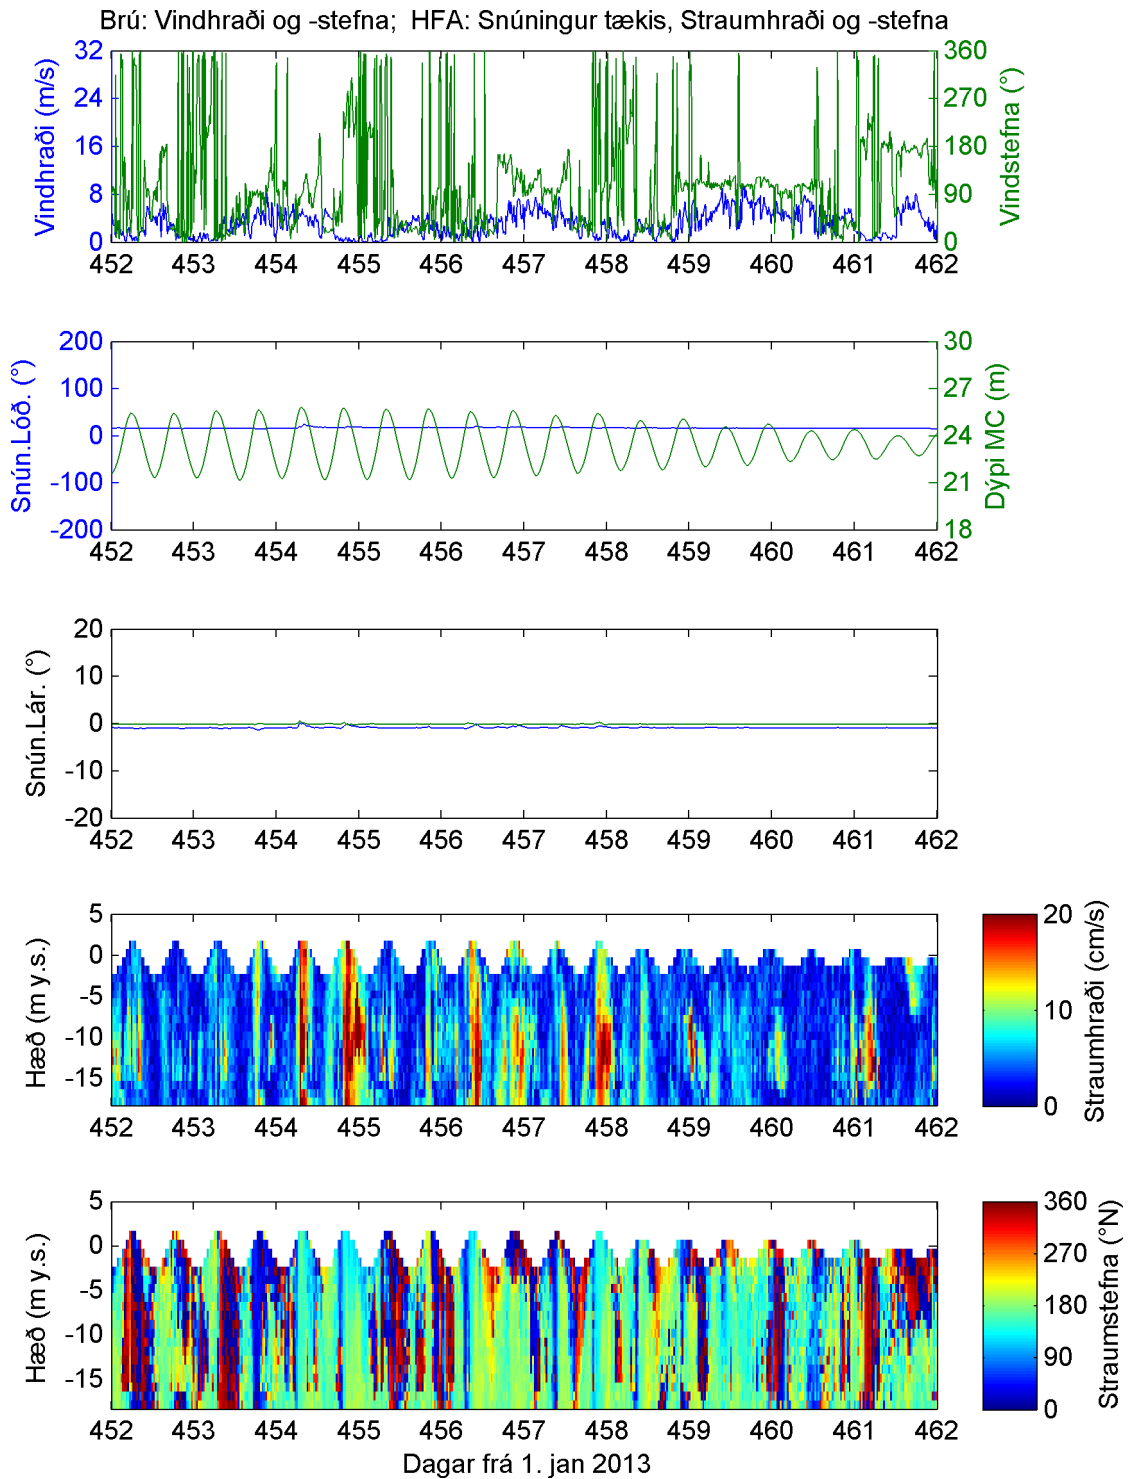 Brú: Vindhraði og -stefna;  HFA: Snúningur tækis, Straumhraði og -stefna
Vindhraði (m/s)
32
24
16
8
0
360
270
180
90
0
Vindstefna (°)
452 453 454 455 456 457 458 459 460 461 462
Snún.Lóð. (°)
200
100
0
-100
-200
30
27
24
21
18
Dýpi MC (m)
452 453 454 455 456 457 458 459 460 461 462
Snún.Lár. (°)
20
10
0
-10
-20
452 453 454 455 456 457 458 459 460 461 462
Hæð (m y.s.)
5
0
-5
-10
-15
20
10
0
Straumhraði (cm/s)
452 453 454 455 456 457 458 459 460 461 462
Hæð (m y.s.)
5
0
-5
-10
-15
360
270
180
90
0
Straumstefna (°N)
452 453 454 455 456 457 458 459 460 461 462
Dagar frá 1. jan 2013